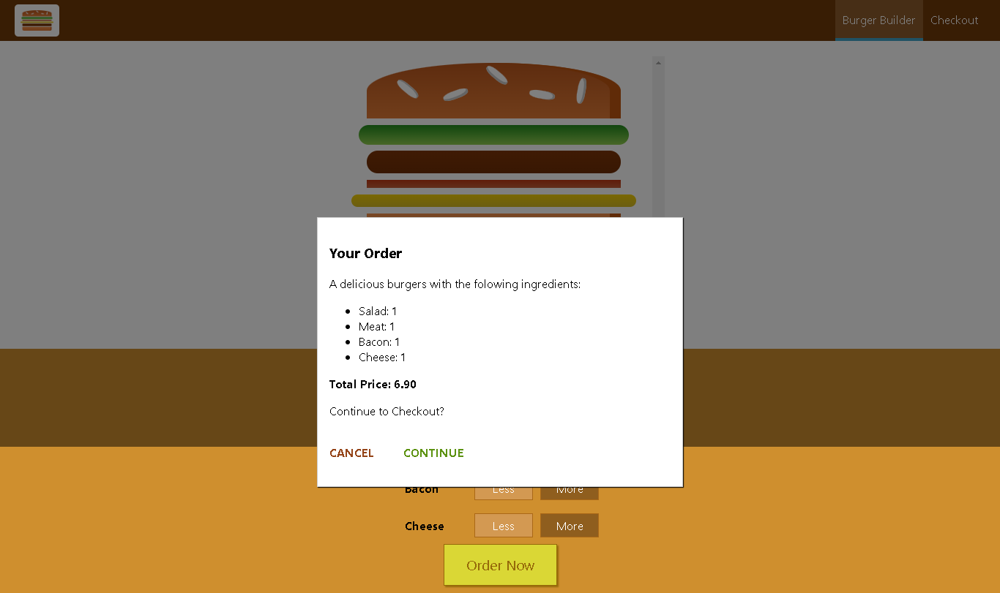 Burger Builder Checkout
Your Order
A delicious burgers with the folowing ingredients:
Salad: 1
Meat: 1
Bacon: 1
Cheese: 1
Total Price: 6.90
Continue to Checkout?
CANCEL CONTINUE
Bacon Less More
Cheese Less More
Order Now